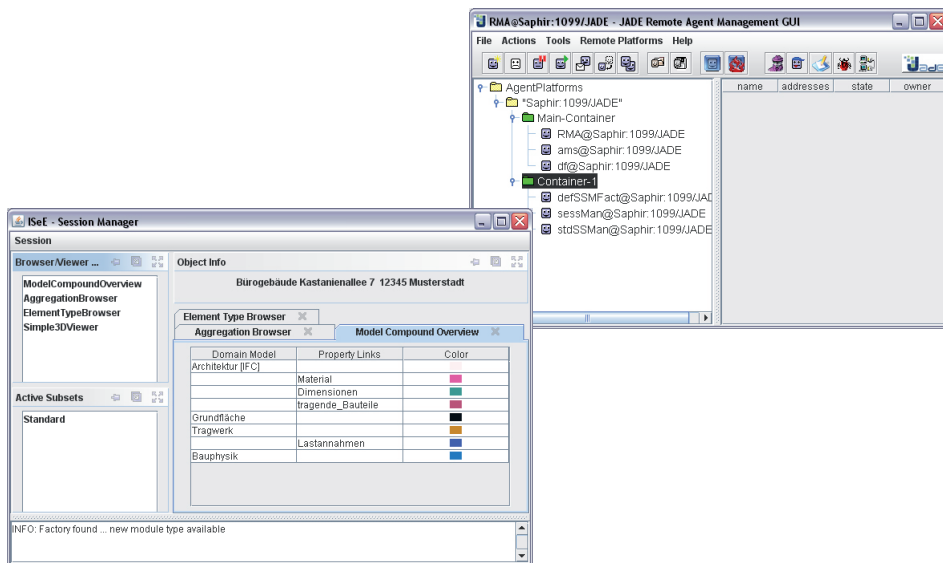 RMA@Saphir:1099/JADE - JADE Remote Agent Management GUI
File Actions Tools Remote Platforms Help
Jade
AgentPlatforms
"Saphir:1099/JADE"
Main-Container
RMA@Saphir:1099/JADE
ams@Saphir:1099/JADE
df@Saphir:1099/JADE
Container-1
defSSMFact@Saphir:1099/JAD
sessMan@Saphir:1099/JADE
stdSSMan@Saphir:1099/JADE
name addresses state owner
ISeE - Session Manager
Session
Browser/Viewer ...
ModelCompoundOverview
AggregationBrowser
ElementTypeBrowser
Simple3DViewer
Active Subsets
Standard
Object Info
Bürogebäude Kastanienallee 7 12345 Musterstadt
Element Type Browser
Aggregation Browser Model Compound Overview
Domain Model Property Links Color
Architektur [IFC]
Material
Dimensionen
tragende_Bauteile
Grundfläche
Tragwerk
Lastannahmen
Bauphysik
INFO: Factory found ... new module type available